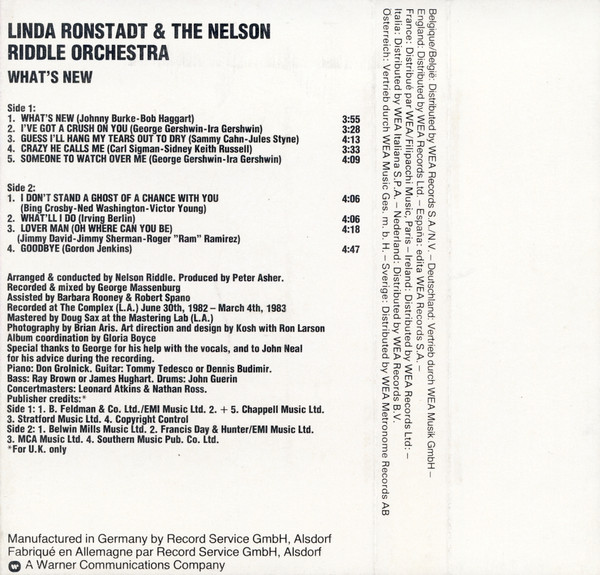 LINDA RONSTADT & THE NELSON
RIDDLE ORCHESTRA
WHAT'S NEW
Side 1:
1. WHAT'S NEW (Johnny Burke-Bob Haggart) 3:55
2. I'VE GOT A CRUSH ON YOU (George Gershwin-Ira Gershwin) 3:28
3. GUESS I'LL HANG MY TEARS OUT TO DRY (Sammy Cahn-Jules Styne) 4:13
4. CRAZY HE CALLS ME (Carl Sigman-Sidney Keith Russell) 3:33
5. SOMEONE TO WATCH OVER ME (George Gershwin-Ira Gershwin) 4:09
Side 2:
1. I DON'T STAND A GHOST OF A CHANCE WITH YOU 4:06
(Bing Crosby-Ned Washington-Victor Young)
2. WHAT'LL I DO (Irving Berlin) 4:06
3. LOVER MAN (OH WHERE CAN YOU BE) 4:18
(Jimmy David-Jimmy Sherman-Roger "Ram" Ramirez)
4. GOODBYE (Gordon Jenkins) 4:47
Arranged & conducted by Nelson Riddle. Produced by Peter Asher.
Recorded & mixed by George Massenburg
Assisted by Barbara Rooney & Robert Spano
Recorded at The Complex (L.A.) June 30th, 1982 – March 4th, 1983
Mastered by Doug Sax at the Mastering Lab (L.A.)
Photography by Brian Aris. Art direction and design by Kosh with Ron Larson
Album coordination by Gloria Boyce
Special thanks to George for his help with the vocals, and to John Neal
for his advice during the recording.
Piano: Don Grolnick. Guitar: Tommy Tedesco or Dennis Budimir.
Bass: Ray Brown or James Hughart. Drums: John Guerin
Concertmasters: Leonard Atkins & Nathan Ross.
Publisher credits:*
Side 1: 1. B. Feldman & Co. Ltd./EMI Music Ltd. 2. + 5. Chappell Music Ltd.
3. Stratford Music Ltd. 4. Copyright Control
Side 2: 1. Belwin Mills Music Ltd. 2. Francis Day & Hunter/EMI Music Ltd.
3. MCA Music Ltd. 4. Southern Music Pub. Co. Ltd.
*For U.K. only
Manufactured in Germany by Record Service GmbH, Alsdorf
Fabriqué en Allemagne par Record Service GmbH, Alsdorf
A Warner Communications Company
Belgique/België: Distributed by WEA Records S.A./N.V. – Deutschland: Vertrieb durch WEA Musik GmbH –
England: Distributed by WEA Records Ltd. – España: edita WEA Records S.A. –
France: Distribué par WEA/Filipacchi Music, Paris – Ireland: Distributed by WEA Records Ltd: –
Italia: Distributed by WEA Italiana S.P.A. – Nederland: Distributed by WEA Records B.V.
Österreich: Vertrieb durch WEA Music Ges. m. b. H. – Sverige: Distributed by WEA Metronome Records AB